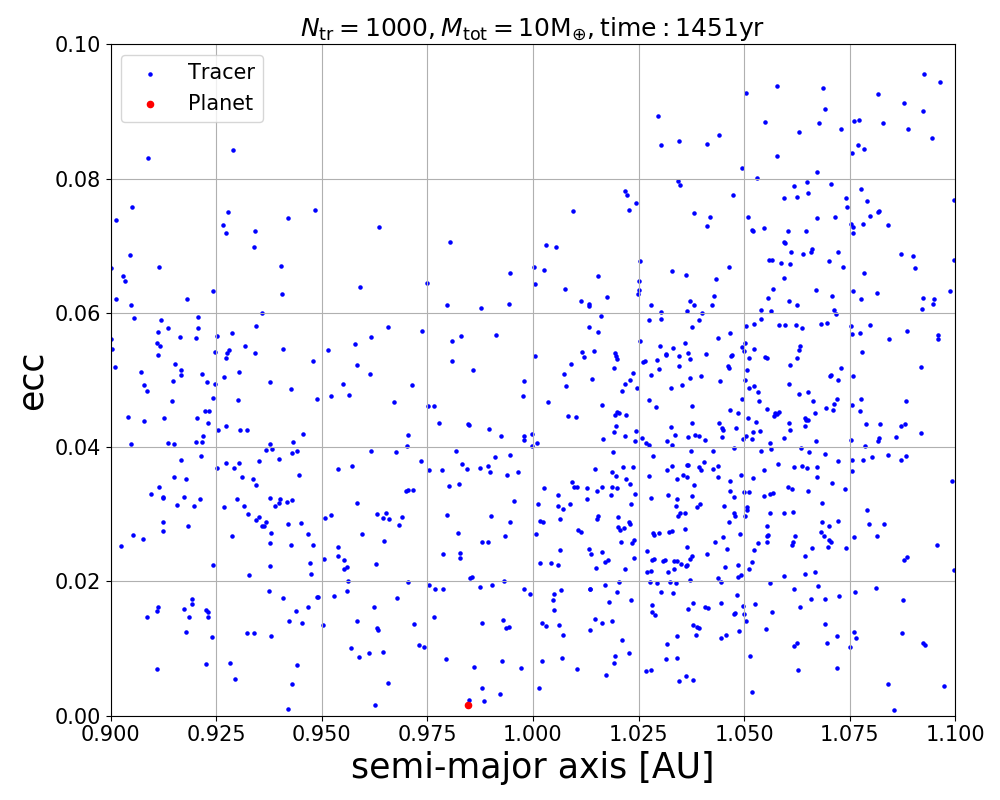 N_tr = 1000, M_tot = 10M_⊕, time : 1451yr
Tracer
Planet
0.10
0.08
0.06
0.04
0.02
0.00
ecc
0.900 0.925 0.950 0.975 1.000 1.025 1.050 1.075 1.100
semi-major axis [AU]